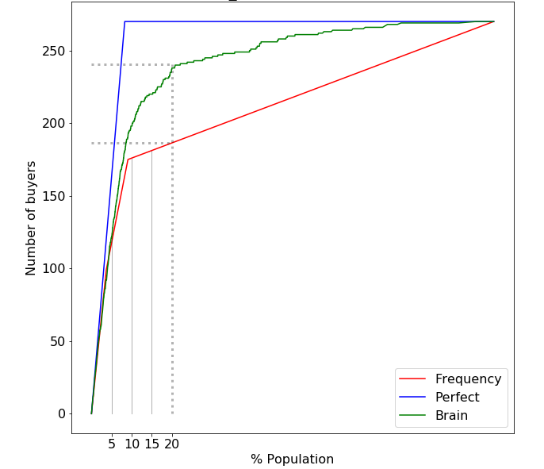 Number of buyers
250
200
150
100
50
0
5 10 15 20
% Population
Frequency
Perfect
Brain